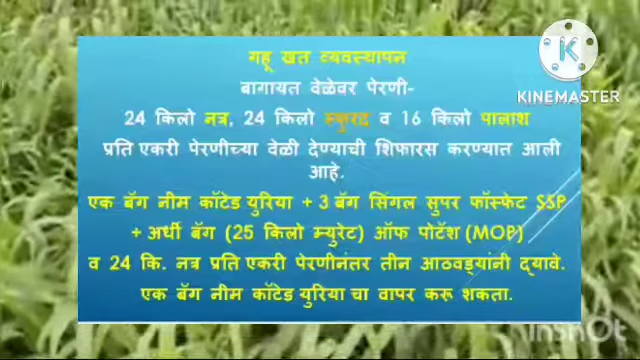 गहू खत व्यवस्थापन
बागायत वेळेवर पेरणी-
24 किलो नत्र, 24 किलो स्फुरद व 16 किलो पालाश
प्रति एकरी पेरणीच्या वेळी देण्याची शिफारस करण्यात आली
आहे.
एक बॅग नीम कॉटेड युरिया + 3 बॅग सिंगल सुपर फॉस्फेट SSP
+ अर्धी बॅग (25 किलो म्युरेट) ऑफ पोटॅश (MOP)
व 24 कि. नत्र प्रति एकरी पेरणीनंतर तीन आठवड्यांनी द्यावे.
एक बॅग नीम कॉटेड युरिया चा वापर करू शकता.
K
KINEMASTER
InShOt